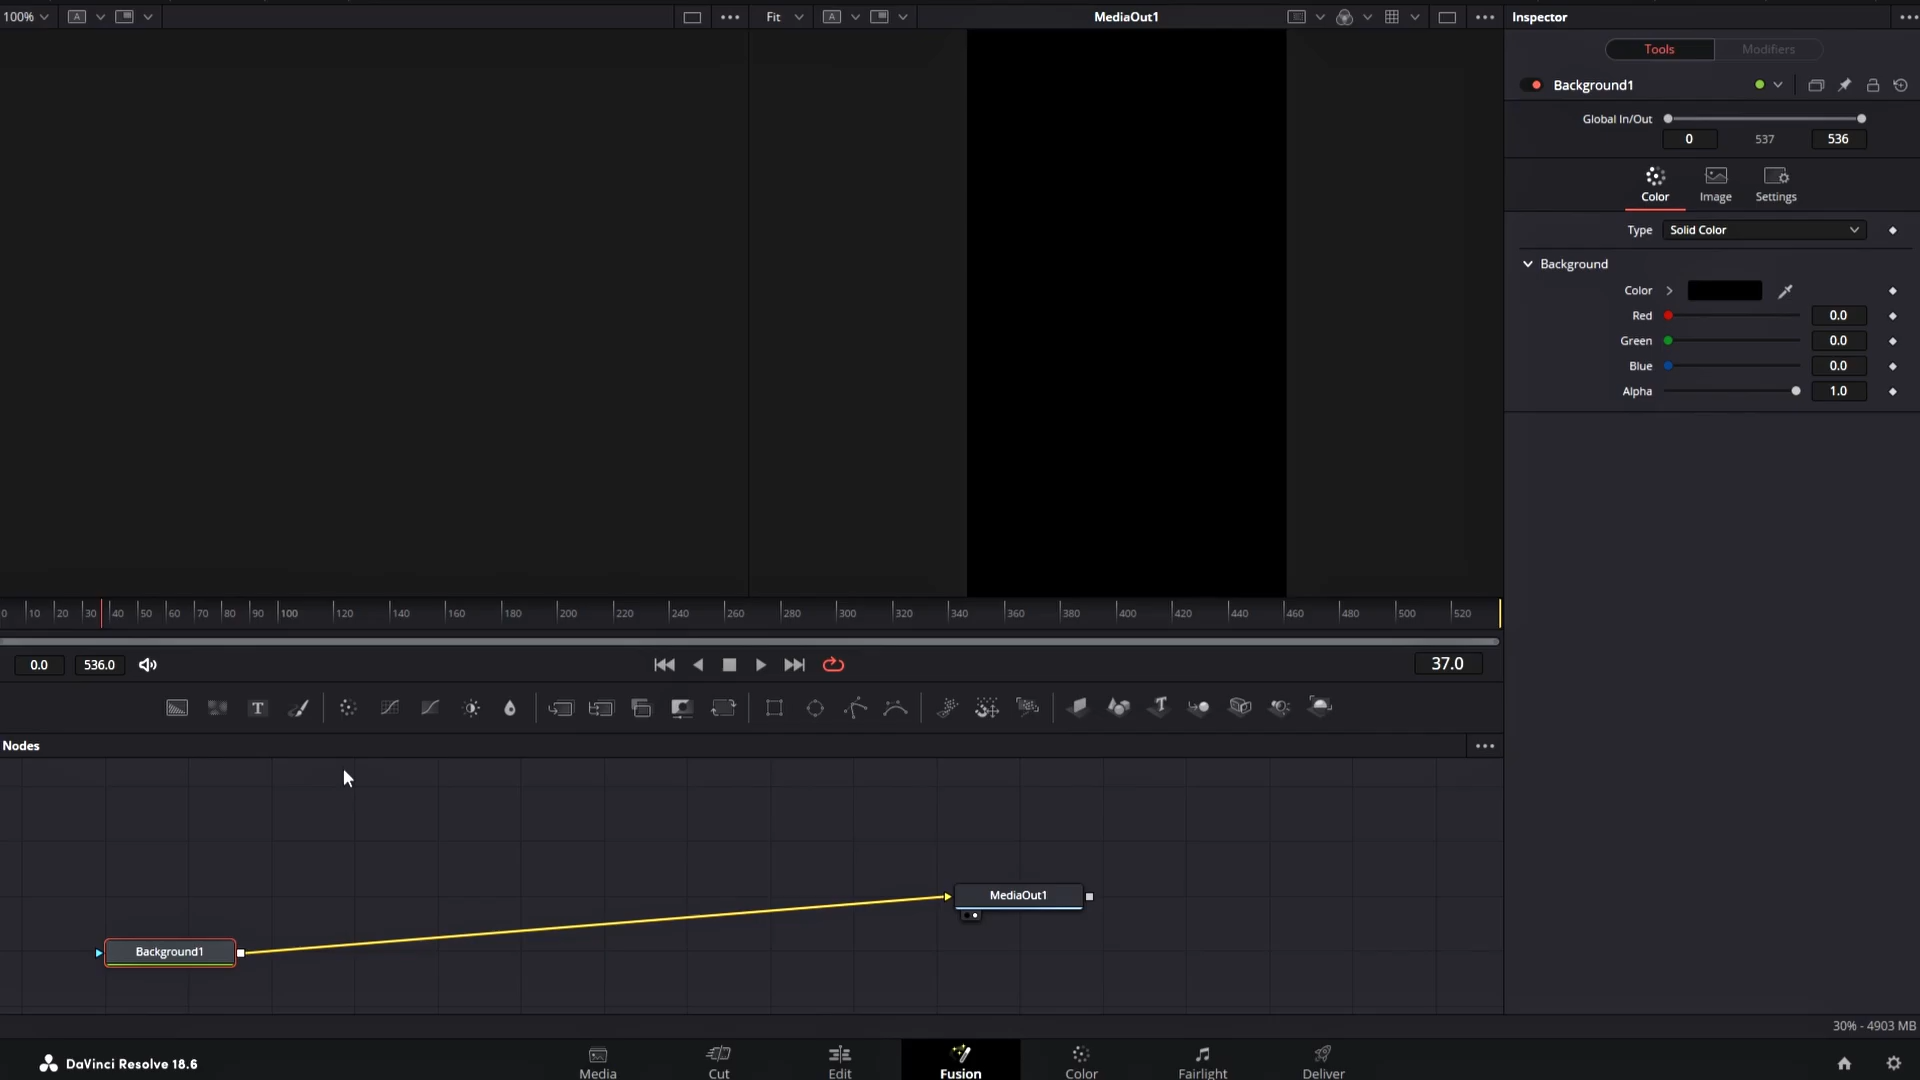 100%
A
Fit
A
MediaOut1
Inspector
Tools
Modifiers
Background1
Global In/Out
0
537
536
Color
Image
Settings
Type
Solid Color
Background
Color
Red
0.0
Green
0.0
Blue
0.0
Alpha
1.0
0 10 20 30 40 50 60 70 80 90 100 120 140 160 180 200 220 240 260 280 300 320 340 360 380 400 420 440 460 480 500 520
0.0
536.0
37.0
T
T
Nodes
MediaOut1
Background1
30% - 4903 MB
DaVinci Resolve 18.6
Media
Cut
Edit
Fusion
Color
Fairlight
Deliver